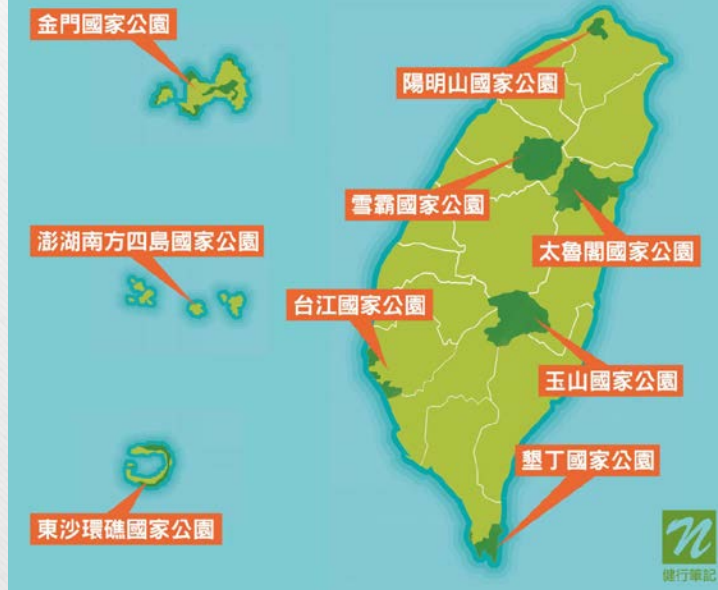 金門國家公園
陽明山國家公園
雪霸國家公園
澎湖南方四島國家公園
太魯閣國家公園
台江國家公園
玉山國家公園
墾丁國家公園
東沙環礁國家公園
n
健行筆記